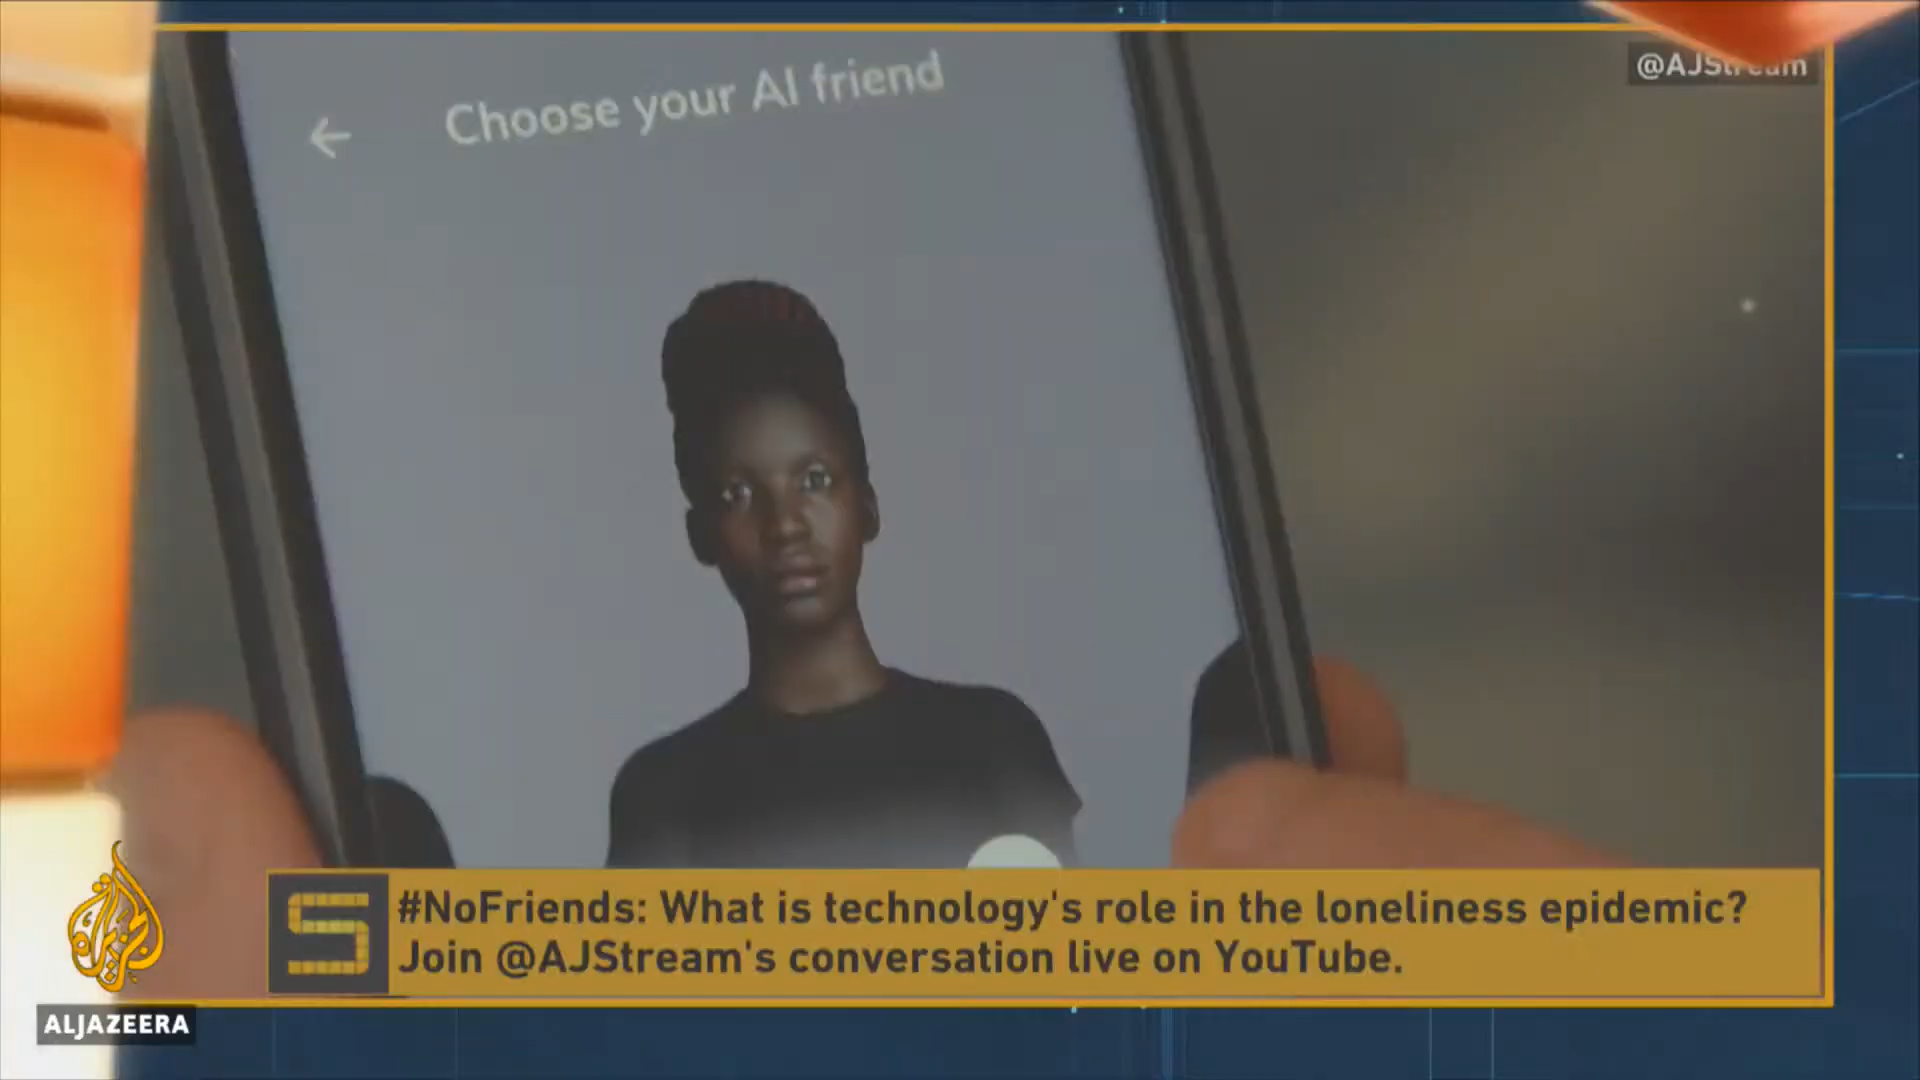 Choose your AI friend
@AJStream
#NoFriends: What is technology's role in the loneliness epidemic?
Join @AJStream's conversation live on YouTube.
الجزيرة
ALJAZEERA